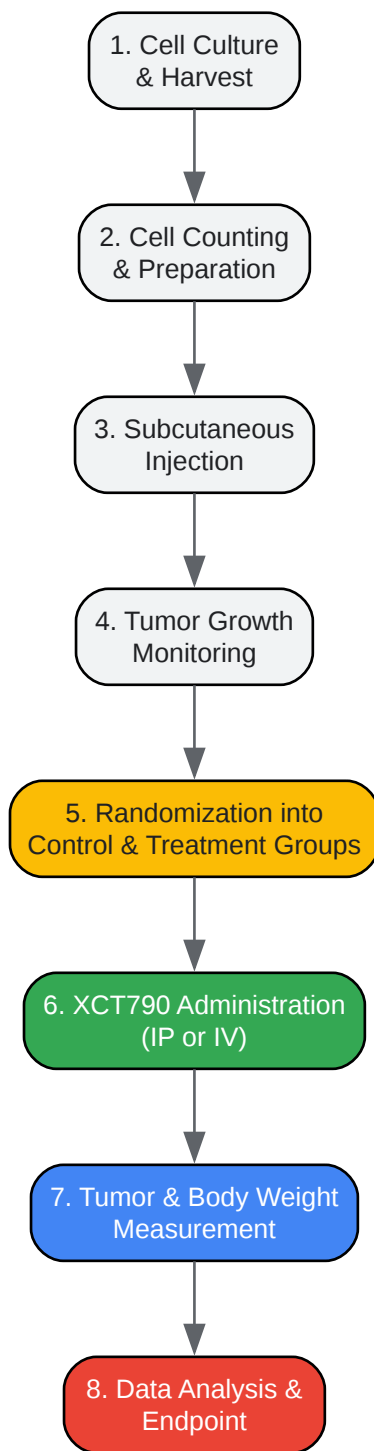 1. Cell Culture
& Harvest
2. Cell Counting
& Preparation
3. Subcutaneous
Injection
4. Tumor Growth
Monitoring
5. Randomization into
Control & Treatment Groups
6. XCT790 Administration
(IP or IV)
7. Tumor & Body Weight
Measurement
8. Data Analysis &
Endpoint